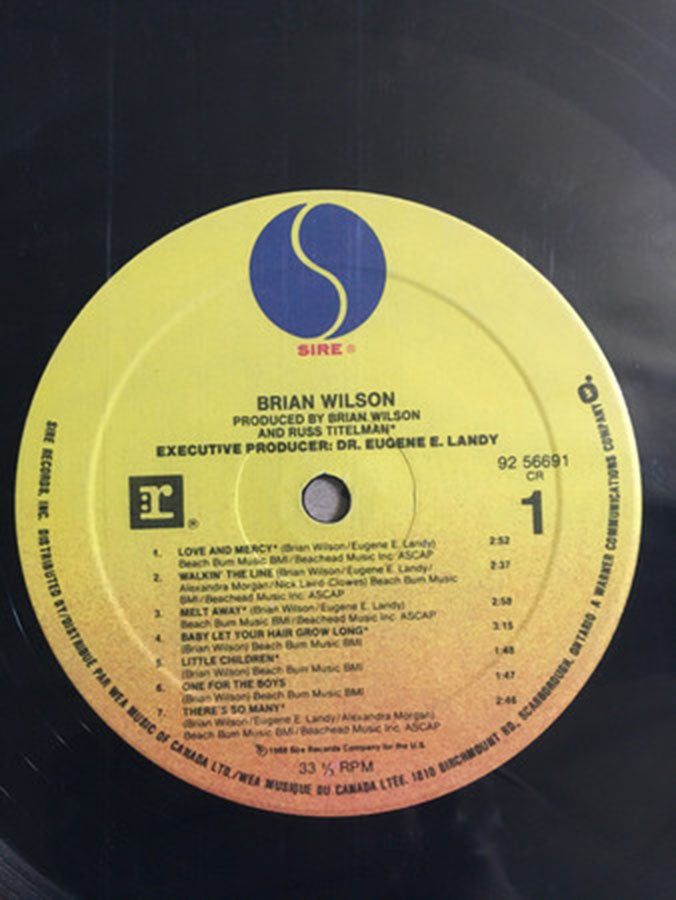 SIRE ®
BRIAN WILSON
PRODUCED BY BRIAN WILSON
AND RUSS TITELMAN*
EXECUTIVE PRODUCER: DR. EUGENE E. LANDY
92 56691
CR
1
r ®
1. LOVE AND MERCY* (Brian Wilson/Eugene E. Landy) 2:52
Beach Bum Music BMI/Beachead Music Inc. ASCAP
2. WALKIN' THE LINE (Brian Wilson/Eugene E. Landy/ 2:37
Alexandra Morgan/Nick Laird-Clowes) Beach Bum Music
BMI/Beachead Music Inc. ASCAP
3. MELT AWAY* (Brian Wilson/Eugene E. Landy) 2:58
Beach Bum Music BMI/Beachead Music Inc. ASCAP
4. BABY LET YOUR HAIR GROW LONG* 3:15
(Brian Wilson) Beach Bum Music BMI
5. LITTLE CHILDREN* 1:48
(Brian Wilson) Beach Bum Music BMI
6. ONE FOR THE BOYS 1:47
(Brian Wilson) Beach Bum Music BMI
7. THERE'S SO MANY* 2:46
(Brian Wilson/Eugene E. Landy/Alexandra Morgan)
Beach Bum Music BMI/Beachead Music Inc. ASCAP
℗1988 Sire Records Company for the U.S.
33 ⅓ RPM
SIRE RECORDS, INC. DISTRIBUTED BY/DISTRIBUÉ PAR WEA MUSIC OF CANADA LTD./WEA MUSIQUE DU CANADA LTÉE. 1810 BIRCHMOUNT RD., SCARBOROUGH, ONTARIO A WARNER COMMUNICATIONS COMPANY